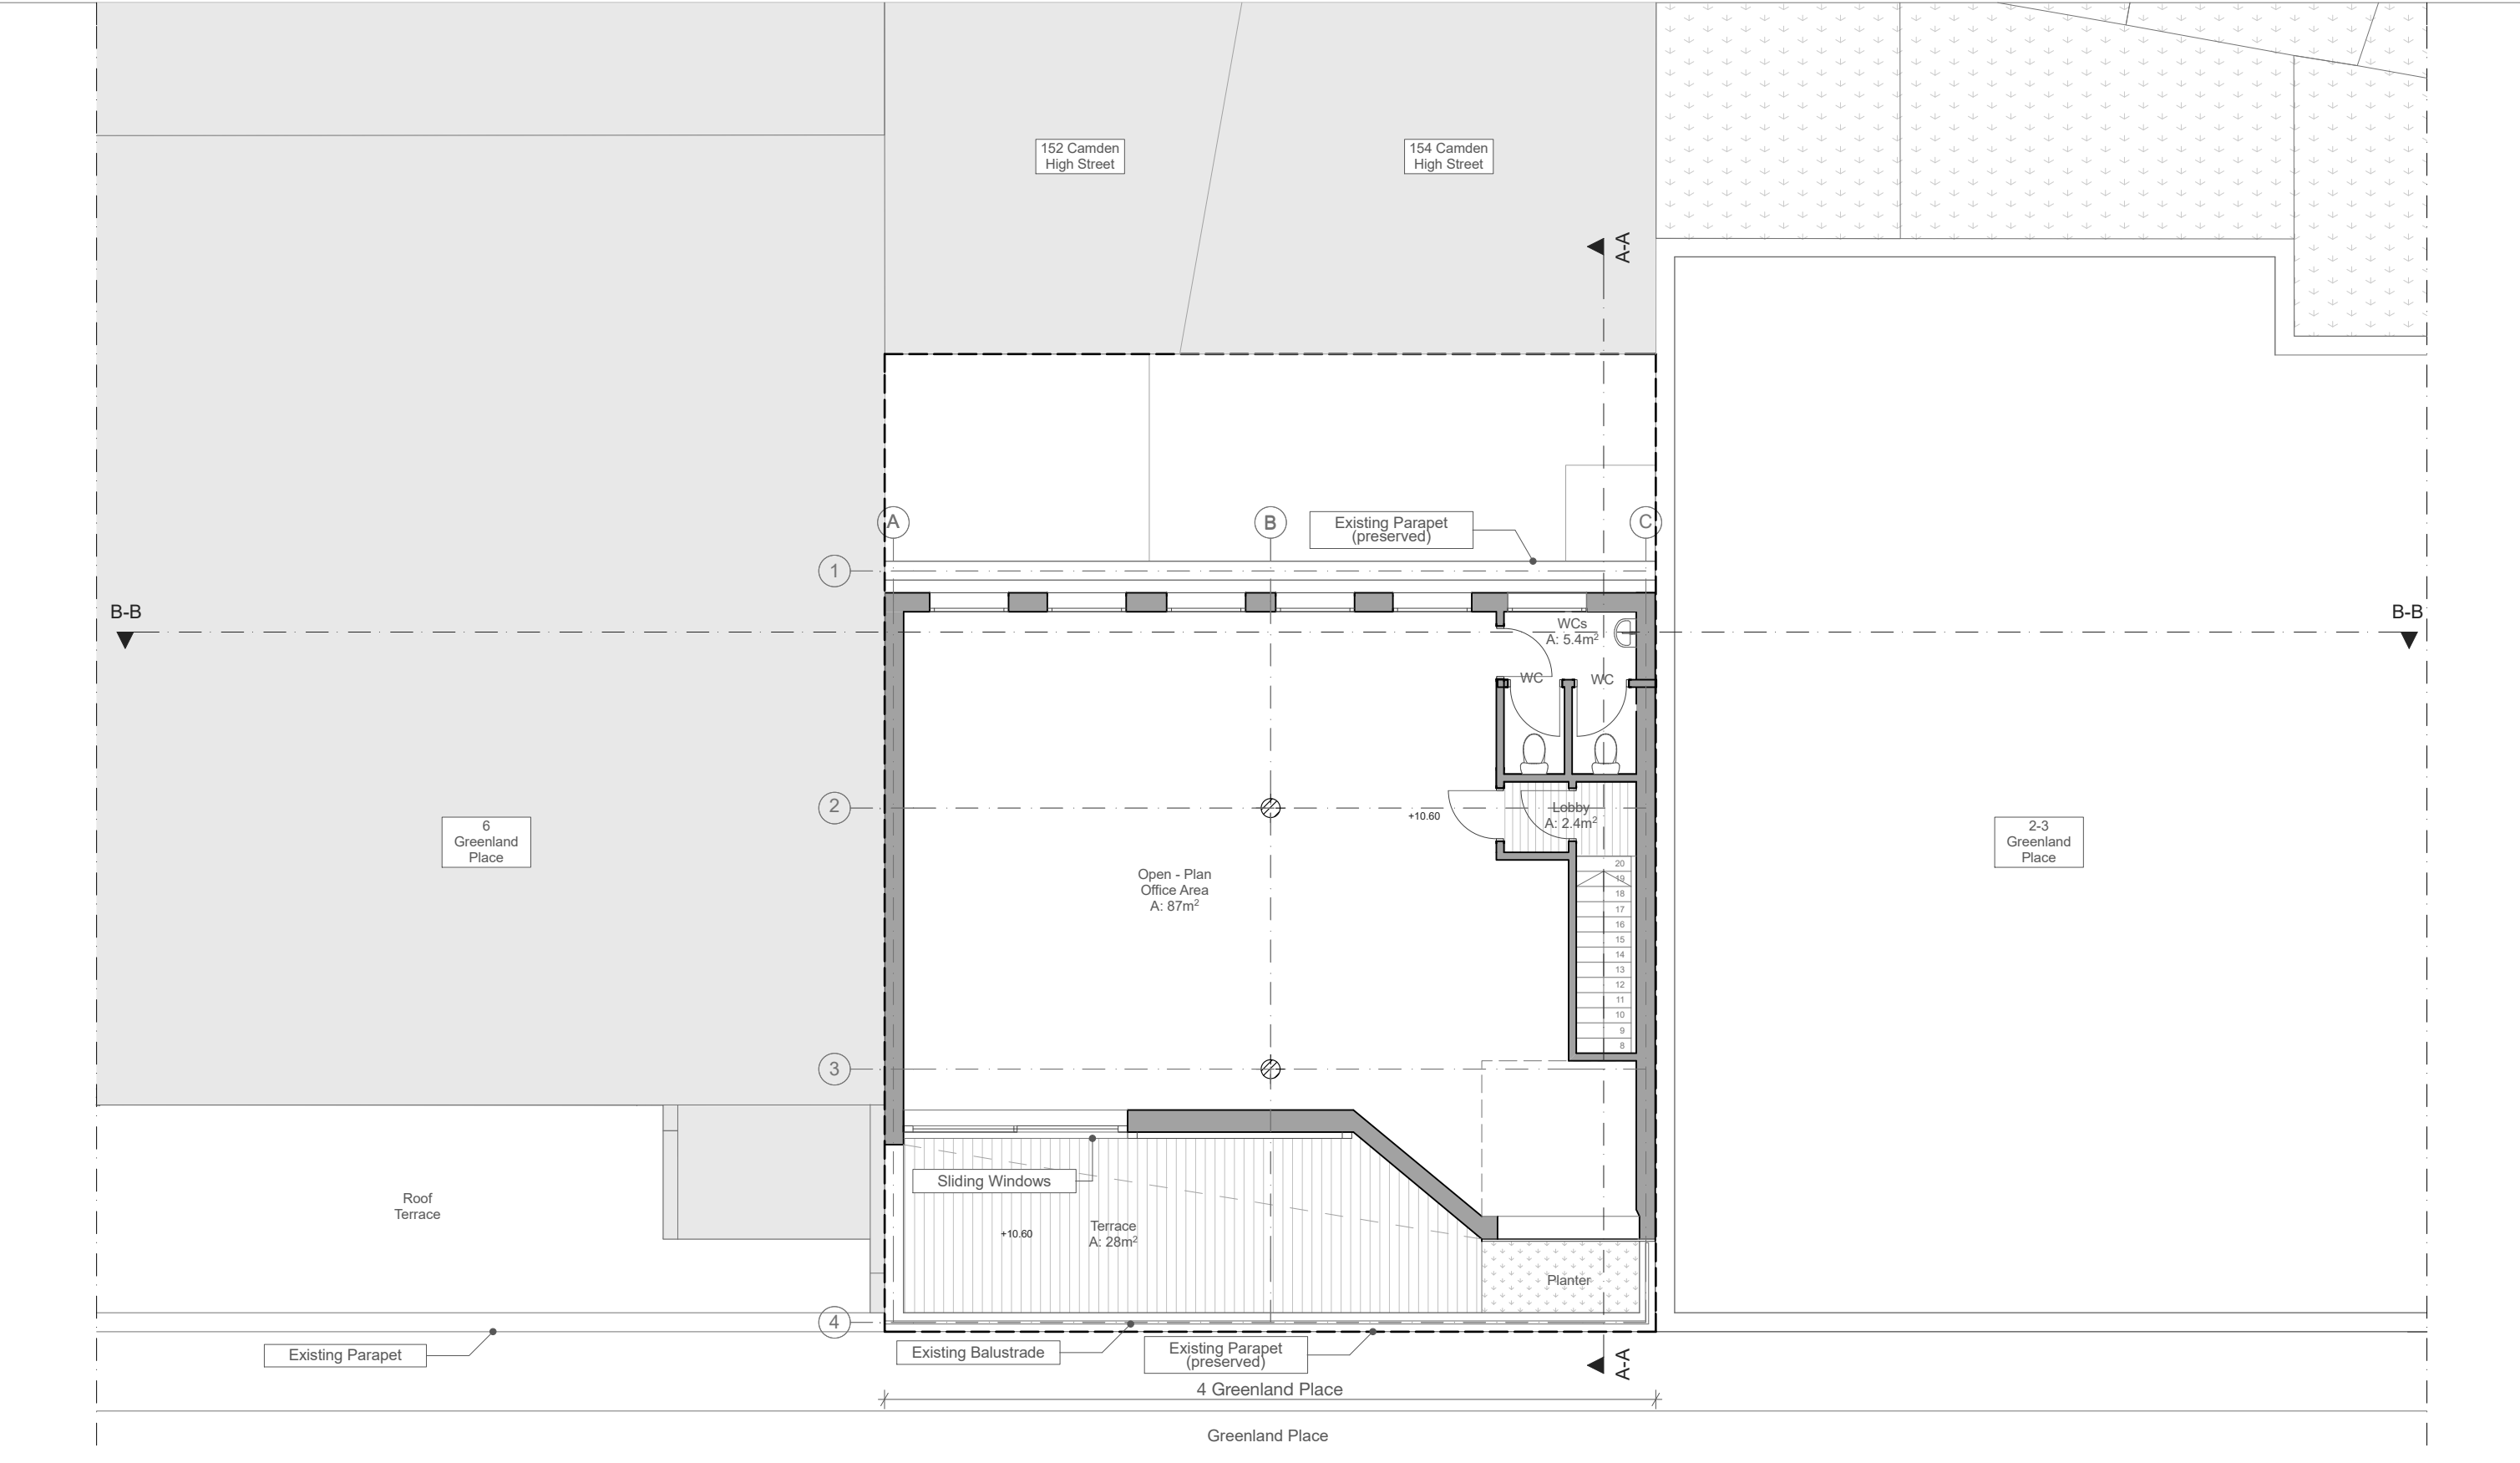 152 Camden
High Street
154 Camden
High Street
A-A
A
B
C
Existing Parapet
(preserved)
1
B-B
B-B
WCs
A: 5.4m²
WC
WC
2
Lobby
A: 2.4m²
+10.60
6
Greenland
Place
2-3
Greenland
Place
Open - Plan
Office Area
A: 87m²
20
19
18
17
16
15
14
13
12
11
10
9
8
3
Sliding Windows
Roof
Terrace
+10.60
Terrace
A: 28m²
Planter
4
Existing Parapet
Existing Balustrade
Existing Parapet
(preserved)
A-A
4 Greenland Place
Greenland Place